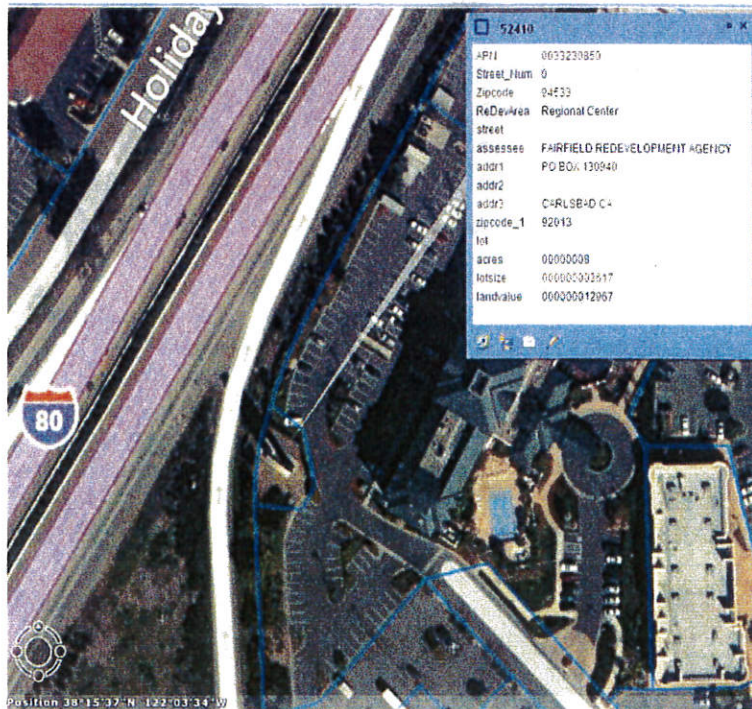 Holiday
80
52410
APN 0033230850
Street_Num 0
Zipcode 94533
ReDevArea Regional Center
street
assessee FAIRFIELD REDEVELOPMENT AGENCY
addr1 PO BOX 130940
addr2
addr3 CARLSBAD CA
zipcode_1 92013
lot
acres 00000008
lotsize 000000003617
landvalue 000000012967
Position 38°15'37"N 122°03'34"W